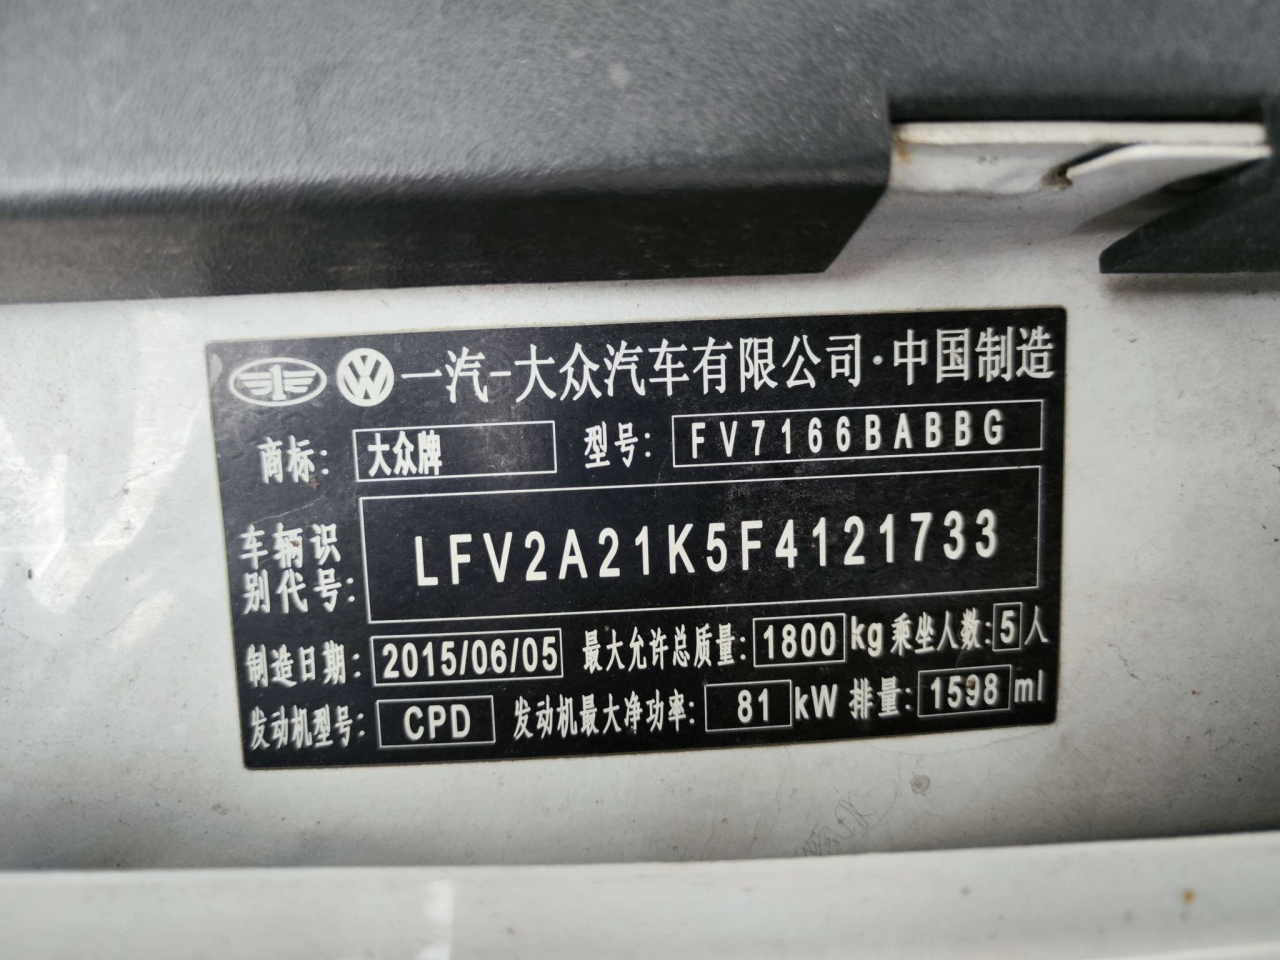 一汽-大众汽车有限公司·中国制造
商标: 大众牌 型号: FV7166BABBG
车辆识别代号: LFV2A21K5F4121733
制造日期: 2015/06/05 最大允许总质量: 1800 kg 乘坐人数: 5 人
发动机型号: CPD 发动机最大净功率: 81 kW 排量: 1598 ml